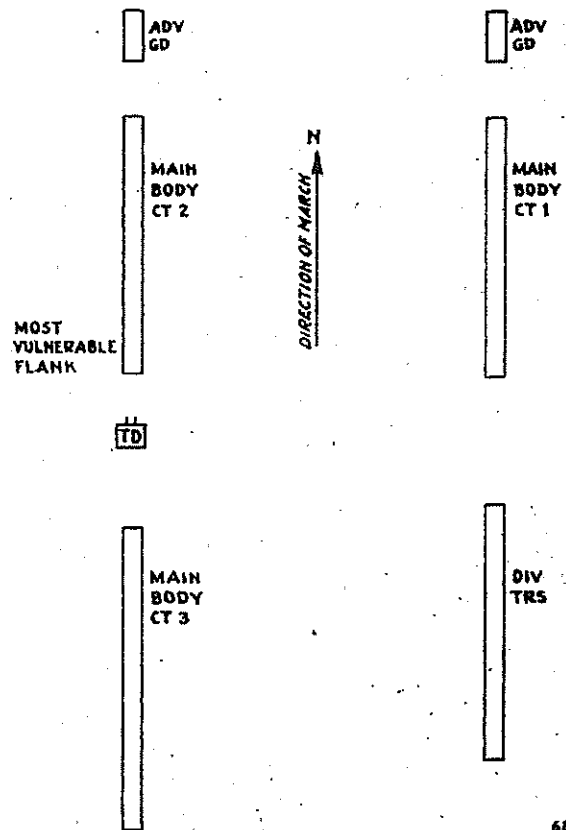 ADV
GD
ADV
GD
MAIN
BODY
CT 2
N
DIRECTION OF MARCH
MAIN
BODY
CT 1
MOST
VULNERABLE
FLANK
TD
MAIN
BODY
CT 3
DIV
TRS